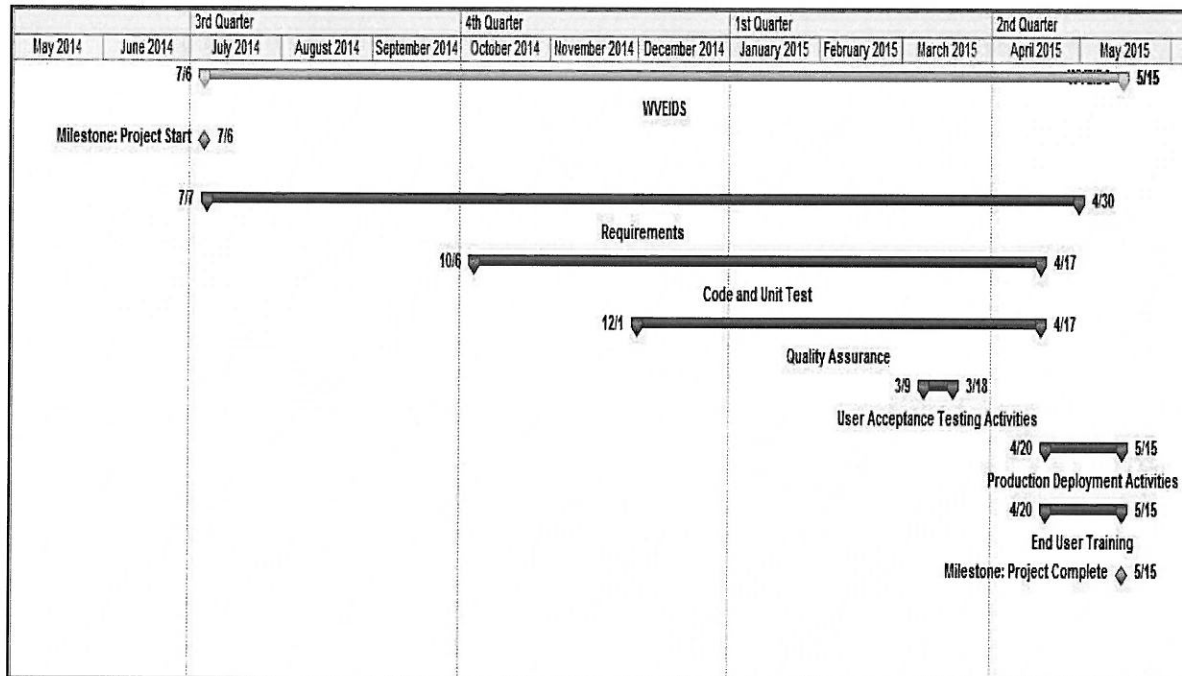 3rd Quarter 4th Quarter 1st Quarter 2nd Quarter
May 2014 June 2014 July 2014 August 2014 September 2014 October 2014 November 2014 December 2014 January 2015 February 2015 March 2015 April 2015 May 2015
7/6 5/15
WVEIDS
Milestone: Project Start 7/6
7/7 4/30
Requirements
10/6 4/17
Code and Unit Test
12/1 4/17
Quality Assurance
3/9 3/18
User Acceptance Testing Activities
4/20 5/15
Production Deployment Activities
4/20 5/15
End User Training
Milestone: Project Complete 5/15